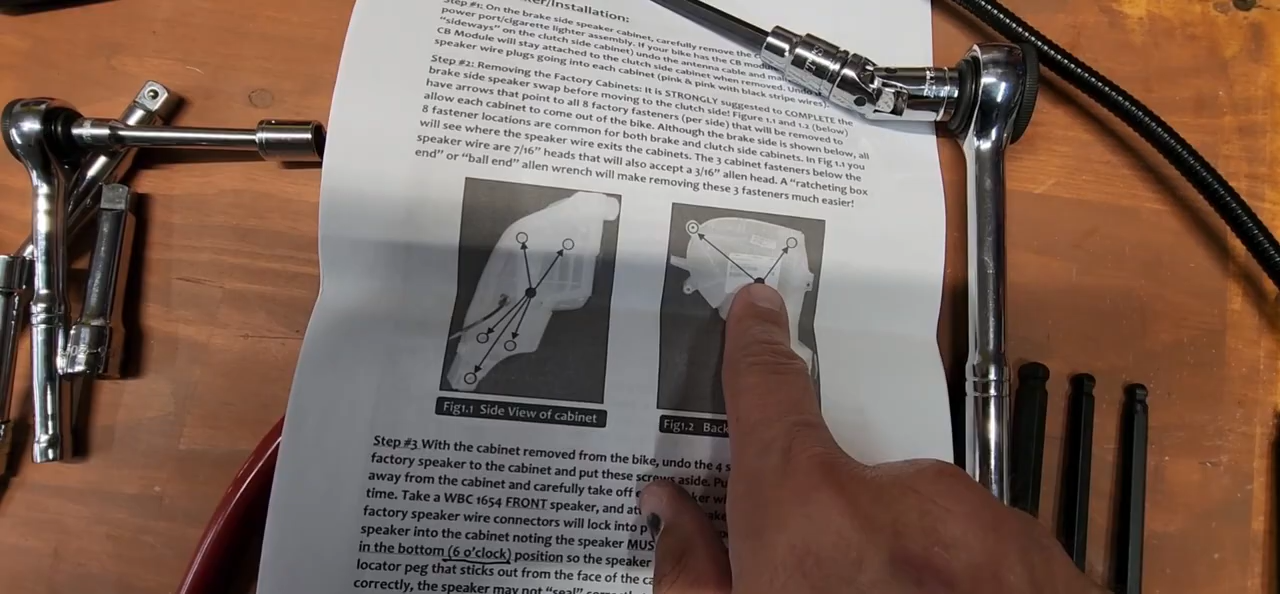 ker/Installation:
Step #1: On the brake side speaker cabinet, carefully remove the
power port/cigarette lighter assembly. If your bike has the CB module
"sideways" on the clutch side cabinet) undo the antenna cable and
CB Module will stay attached to the clutch side cabinet when removed. Undo
speaker wire plugs going into each cabinet (pink & pink with black stripe wires).
Step #2: Removing the Factory Cabinets: It is STRONGLY suggested to COMPLETE the
brake side speaker swap before moving to the clutch side! Figure 1.1 and 1.2 (below)
have arrows that point to all 8 factory fasteners (per side) that will be removed to
allow each cabinet to come out of the bike. Although the brake side is shown below, all
8 fastener locations are common for both brake and clutch side cabinets. In Fig 1.1 you
will see where the speaker wire exits the cabinets. The 3 cabinet fasteners below the
speaker wire are 7/16" heads that will also accept a 3/16" allen head. A "ratcheting box
end" or "ball end" allen wrench will make removing these 3 fasteners much easier!
Fig1.1 Side View of cabinet
Fig1.2 Back
Step #3 With the cabinet removed from the bike, undo the 4 s
factory speaker to the cabinet and put these screws aside. Pu
away from the cabinet and carefully take off ker wi
time. Take a WBC 1654 FRONT speaker, and at
factory speaker wire connectors will lock into p
speaker into the cabinet noting the speaker MUS
in the bottom (6 o'clock) position so the speaker
locator peg that sticks out from the face of the ca
correctly, the speaker may not "seal"